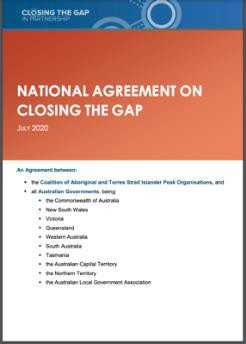 CLOSING THE GAP
IN PARTNERSHIP
NATIONAL AGREEMENT ON
CLOSING THE GAP
JULY 2020
An Agreement between:
• the Coalition of Aboriginal and Torres Strait Islander Peak Organisations, and
• all Australian Governments, being:
• the Commonwealth of Australia
• New South Wales
• Victoria
• Queensland
• Western Australia
• South Australia
• Tasmania
• the Australian Capital Territory
• the Northern Territory
• the Australian Local Government Association